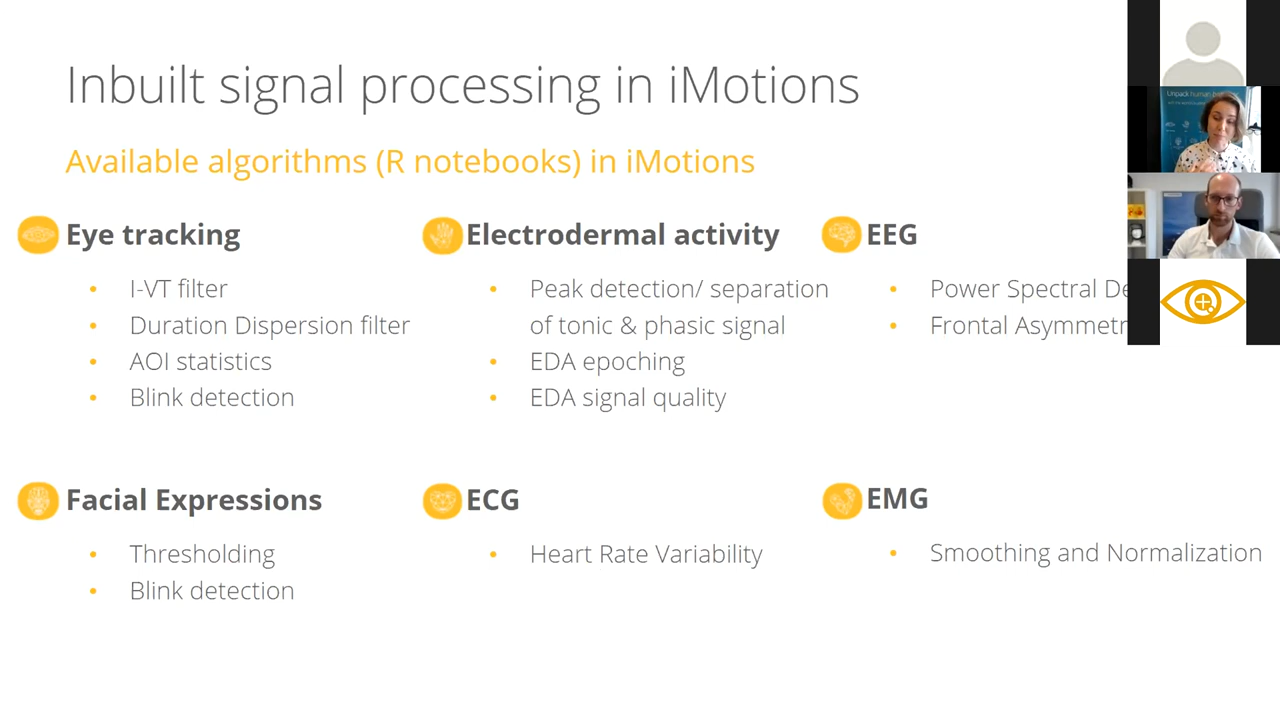 Inbuilt signal processing in iMotions
Available algorithms (R notebooks) in iMotions
Eye tracking
• I-VT filter
• Duration Dispersion filter
• AOI statistics
• Blink detection
Electrodermal activity
• Peak detection/ separation
of tonic & phasic signal
• EDA epoching
• EDA signal quality
EEG
• Power Spectral
• Frontal
Facial Expressions
• Thresholding
• Blink detection
ECG
• Heart Rate Variability
EMG
• Smoothing and Normalization
Unpack human